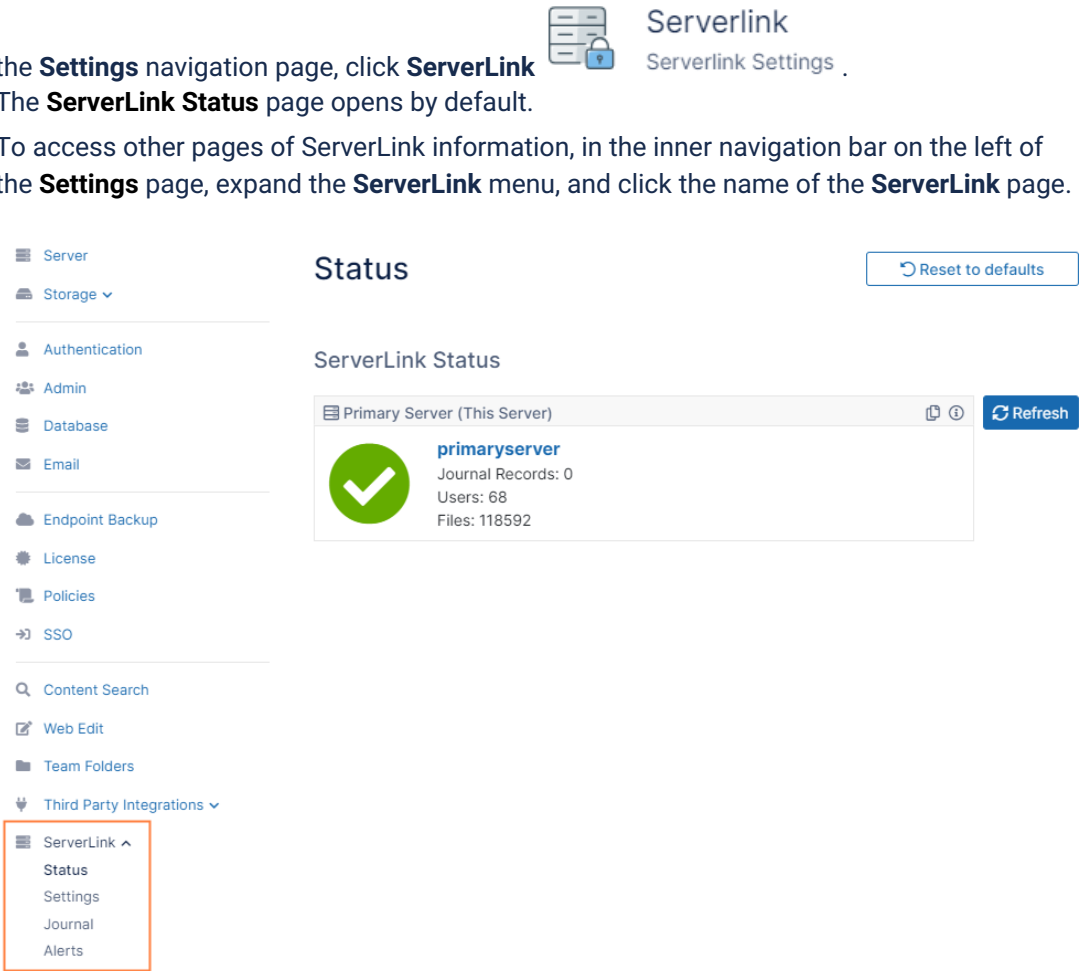 Serverlink
the Settings navigation page, click ServerLink Serverlink Settings .
The ServerLink Status page opens by default.
To access other pages of ServerLink information, in the inner navigation bar on the left of
the Settings page, expand the ServerLink menu, and click the name of the ServerLink page.
Server
Storage
Authentication
Admin
Database
Email
Endpoint Backup
License
Policies
SSO
Content Search
Web Edit
Team Folders
Third Party Integrations
ServerLink
Status
Settings
Journal
Alerts
Status
Reset to defaults
ServerLink Status
Primary Server (This Server)
Refresh
primaryserver
Journal Records: 0
Users: 68
Files: 118592